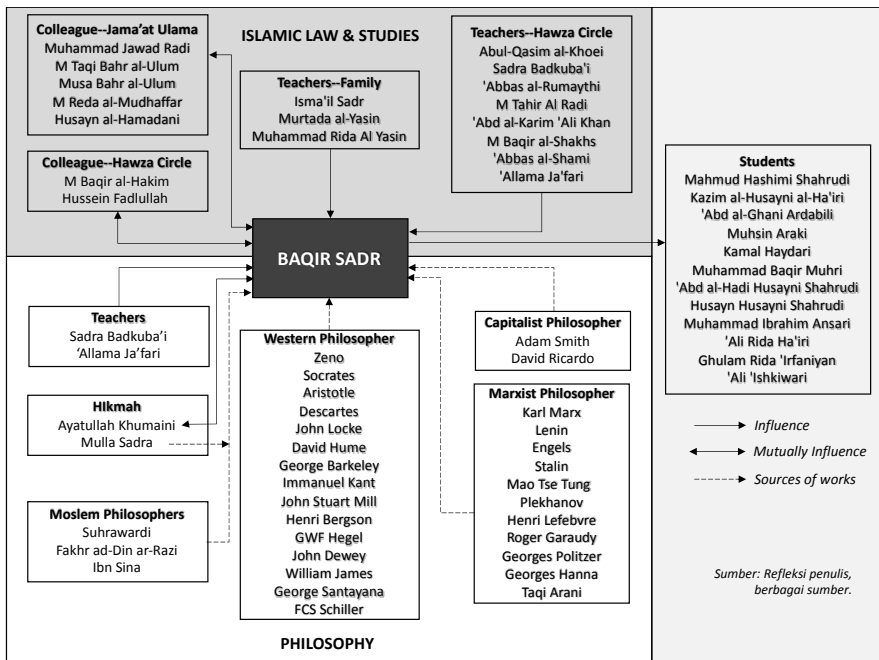 ISLAMIC LAW & STUDIES
Colleague--Jama’at Ulama
Muhammad Jawad Radi
M Taqi Bahr al-Ulum
Musa Bahr al-Ulum
M Reda al-Mudhaffar
Husayn al-Hamadani
Teachers--Family
Isma'il Sadr
Murtada al-Yasin
Muhammad Rida Al Yasin
Teachers--Hawza Circle
Abul-Qasim al-Khoei
Sadra Badkuba'i
'Abbas al-Rumaythi
M Tahir Al Radi
'Abd al-Karim 'Ali Khan
M Baqir al-Shakhs
'Abbas al-Shami
'Allama Ja'fari
Colleague--Hawza Circle
M Baqir al-Hakim
Hussein Fadlullah
BAQIR SADR
Students
Mahmud Hashimi Shahrudi
Kazim al-Husayni al-Ha'iri
'Abd al-Ghani Ardabili
Muhsin Araki
Kamal Haydari
Muhammad Baqir Muhri
'Abd al-Hadi Husayni Shahrudi
Husayn Husayni Shahrudi
Muhammad Ibrahim Ansari
'Ali Rida Ha'iri
Ghulam Rida 'Irfaniyan
'Ali 'Ishkiwari
Teachers
Sadra Badkuba’i
‘Allama Ja’fari
HIkmah
Ayatullah Khumaini
Mulla Sadra
Moslem Philosophers
Suhrawardi
Fakhr ad-Din ar-Razi
Ibn Sina
Western Philosopher
Zeno
Socrates
Aristotle
Descartes
John Locke
David Hume
George Barkeley
Immanuel Kant
John Stuart Mill
Henri Bergson
GWF Hegel
John Dewey
William James
George Santayana
FCS Schiller
Capitalist Philosopher
Adam Smith
David Ricardo
Marxist Philosopher
Karl Marx
Lenin
Engels
Stalin
Mao Tse Tung
Plekhanov
Henri Lefebvre
Roger Garaudy
Georges Politzer
Georges Hanna
Taqi Arani
Influence
Mutually Influence
Sources of works
Sumber: Refleksi penulis,
berbagai sumber.
PHILOSOPHY